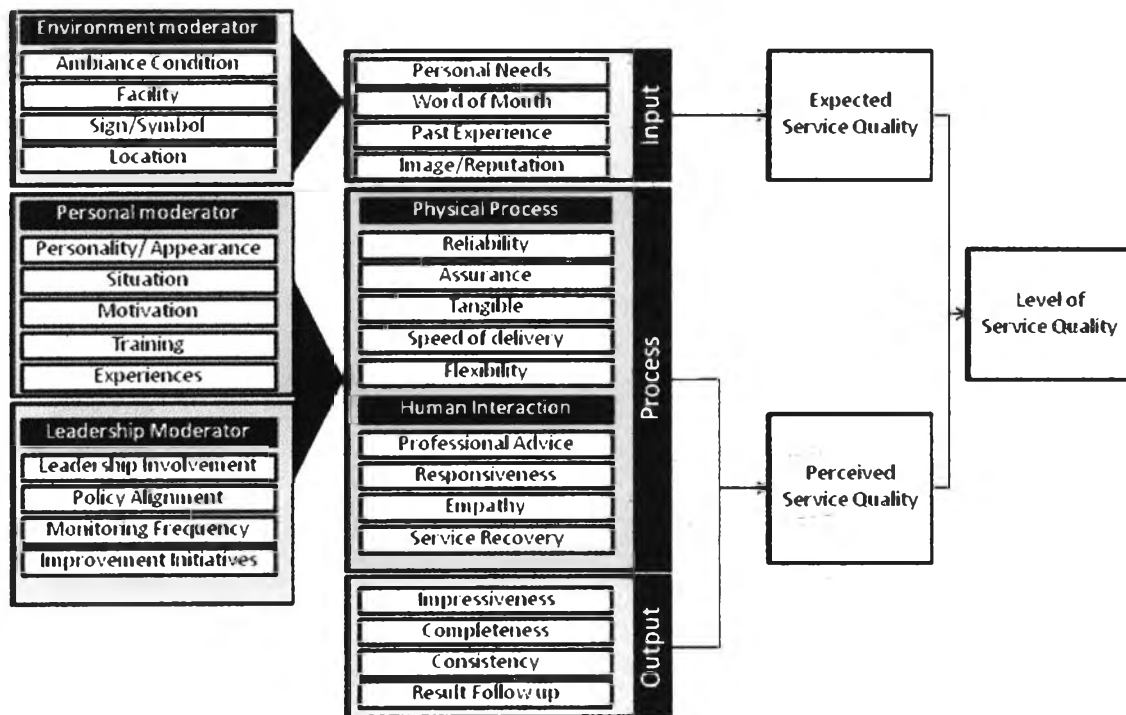 Environment moderator
Ambiance Condition
Facility
Sign/Symbol
Location
Personal moderator
Personality/ Appearance
Situation
Motivation
Training
Experiences
Leadership Moderator
Leadership Involvement
Policy Alignment
Monitoring Frequency
Improvement Initiatives
Personal Needs
Word of Mouth
Past Experience
Image/Reputation
Input
Physical Process
Reliability
Assurance
Tangible
Speed of delivery
Flexibility
Human Interaction
Professional Advice
Responsiveness
Empathy
Service Recovery
Process
Impressiveness
Completeness
Consistency
Result Follow up
Output
Expected
Service Quality
Perceived
Service Quality
Level of
Service Quality